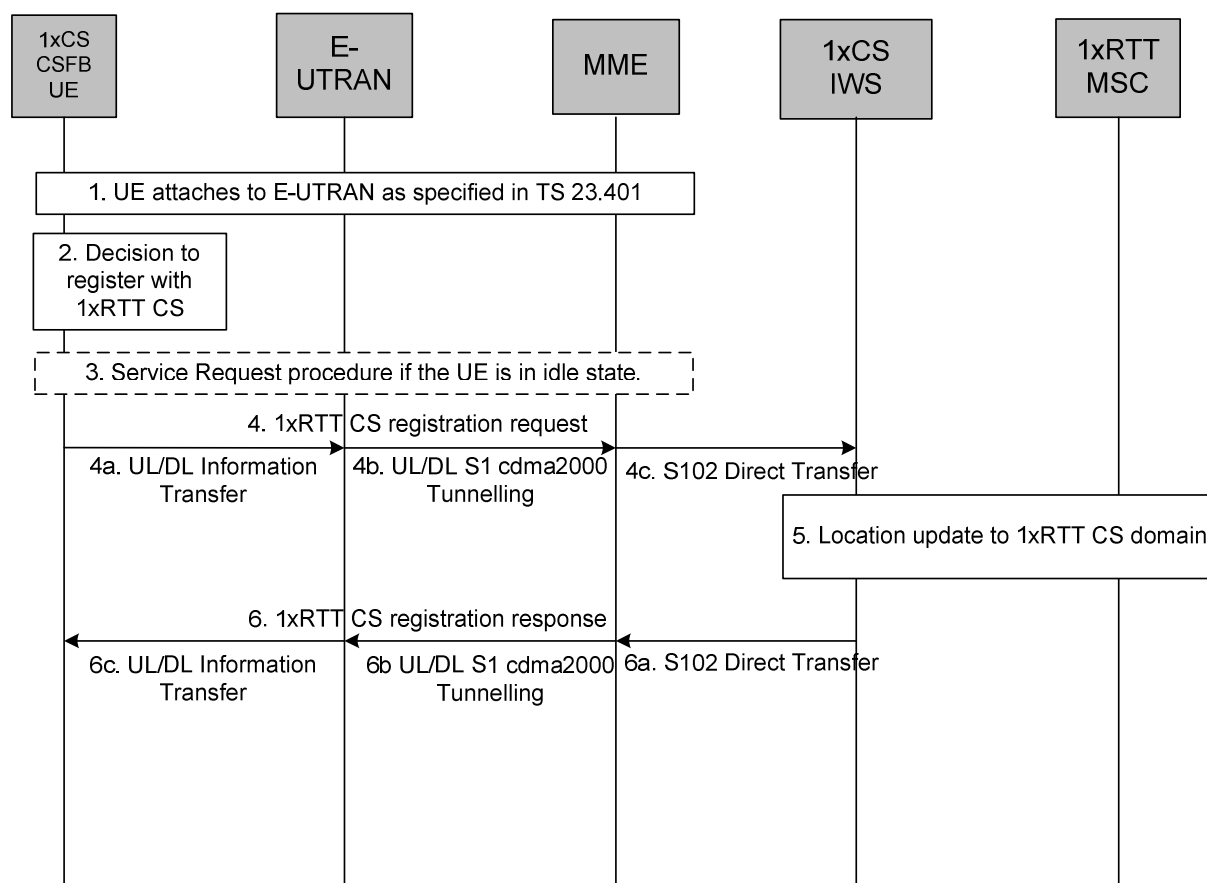 1xCS
CSFB
UE
E-
UTRAN
MME
1xCS
IWS
1xRTT
MSC
1. UE attaches to E-UTRAN as specified in TS 23.401
2. Decision to
register with
1xRTT CS
3. Service Request procedure if the UE is in idle state.
4. 1xRTT CS registration request
4a. UL/DL Information
Transfer
4b. UL/DL S1 cdma2000
Tunnelling
4c. S102 Direct Transfer
5. Location update to 1xRTT CS domain
6. 1xRTT CS registration response
6c. UL/DL Information
Transfer
6b UL/DL S1 cdma2000
Tunnelling
6a. S102 Direct Transfer